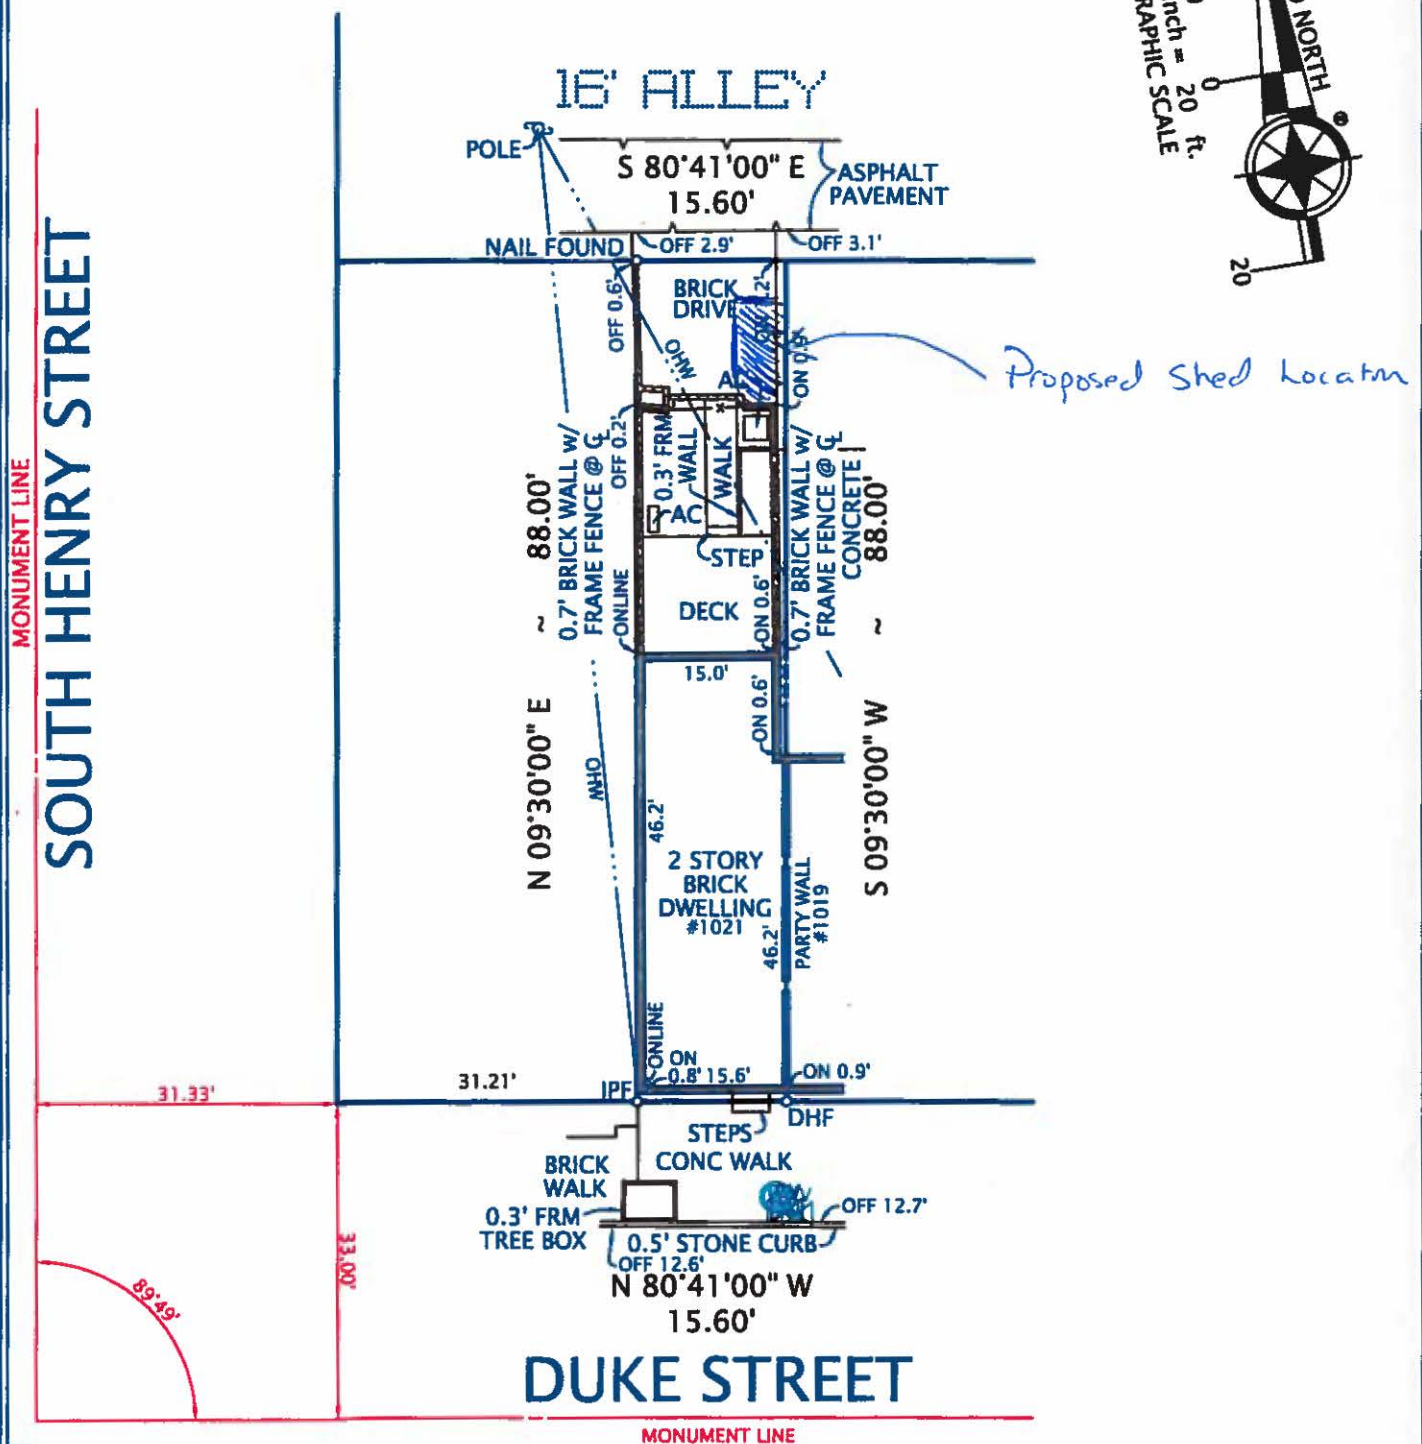 16' ALLEY
POLE
S 80°41'00" E
15.60'
ASPHALT
PAVEMENT
NORTH
inch = 20 ft.
GRAPHIC SCALE
0
20
NAIL FOUND
OFF 2.9'
OFF 3.1'
OFF 0.6'
BRICK
DRIVE
ON 0.9'
Proposed Shed Location
OHW
OFF 0.2'
0.3' FRM
WALL
WALK
AC
STEP
0.7' BRICK WALL w/
FRAME FENCE @ ℄
ONLINE
DECK
ON 0.6'
0.7' BRICK WALL w/
FRAME FENCE @ ℄
CONCRETE
N 09°30'00" E ~ 88.00'
S 09°30'00" W ~ 88.00'
15.0'
ON 0.6'
OHW
46.2'
2 STORY
BRICK
DWELLING
#1021
46.2'
PARTY WALL
#1019
ONLINE
ON
0.8'
15.6'
ON 0.9'
IPF
DHF
31.21'
31.33'
33.00'
89°49'
STEPS
CONC WALK
BRICK
WALK
0.3' FRM
TREE BOX
OFF 12.7'
0.5' STONE CURB
OFF 12.6'
N 80°41'00" W
15.60'
DUKE STREET
MONUMENT LINE
SOUTH HENRY STREET
MONUMENT LINE